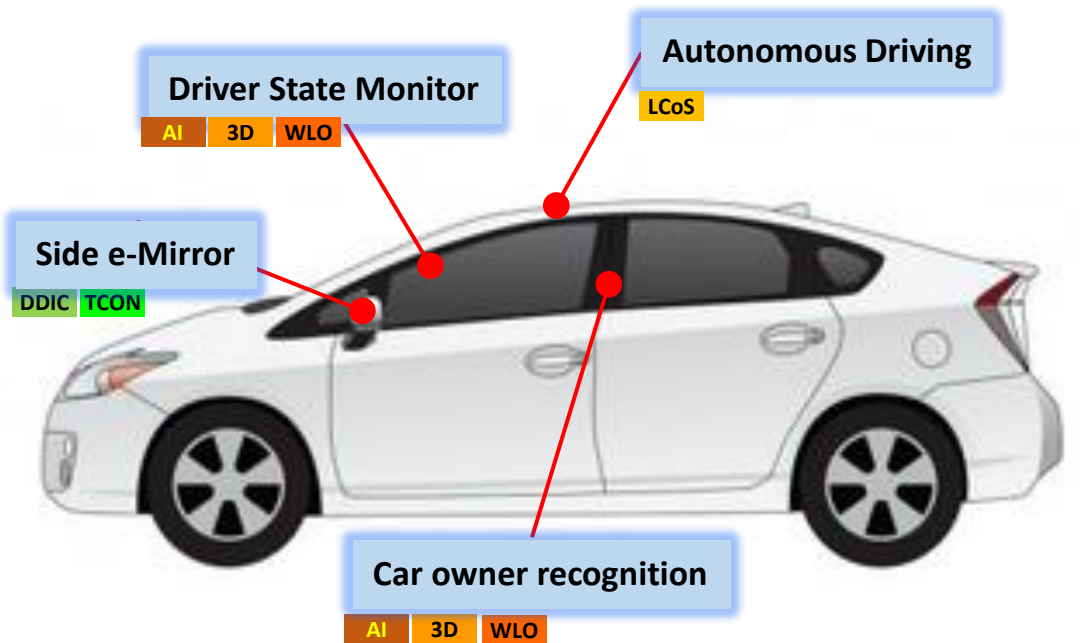 Autonomous Driving
LCoS
Driver State Monitor
AI 3D WLO
Side e-Mirror
DDIC TCON
Car owner recognition
AI 3D WLO